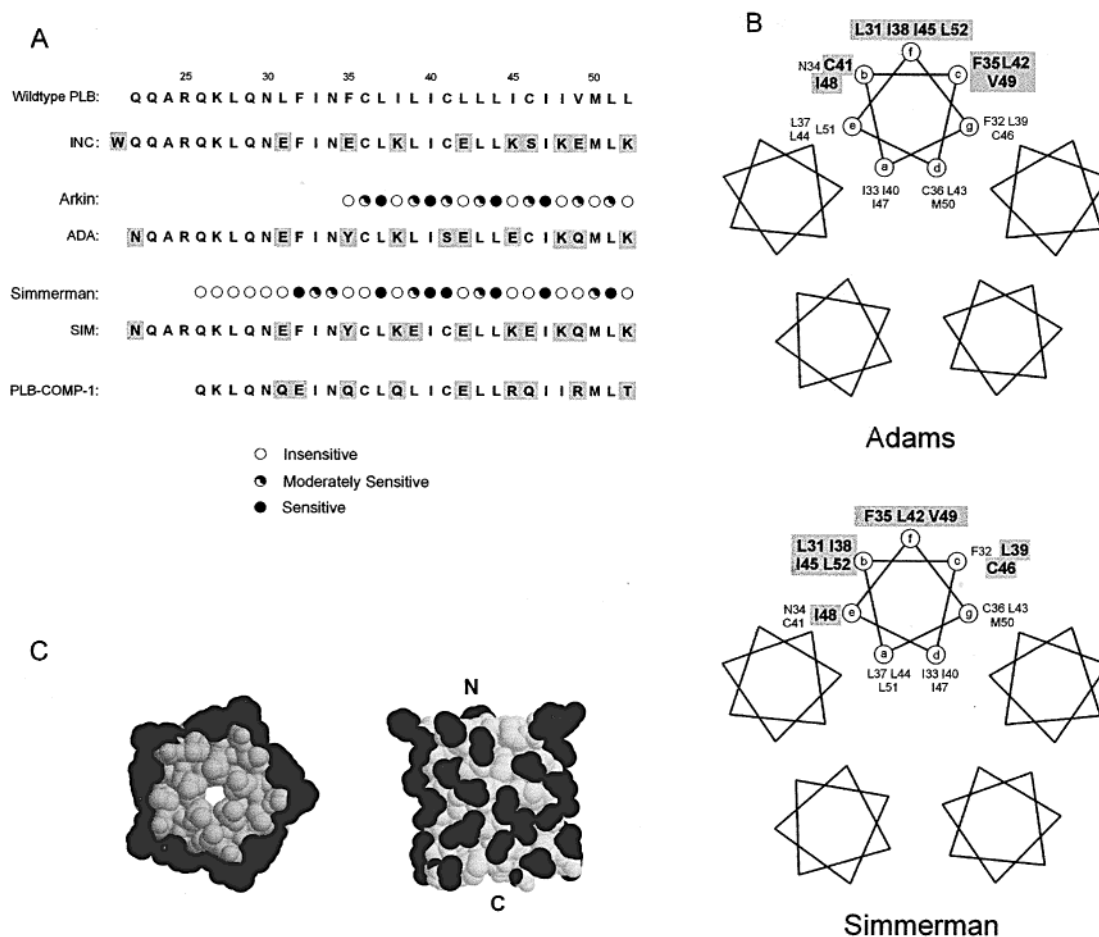 A
25 30 35 40 45 50
Wildtype PLB: Q Q A R Q K L Q N L F I N F C L I L I C L L L I C I I V M L L
INC: W Q Q A R Q K L Q N E F I N E C L K L I C E L L K S I K E M L K
Arkin:
ADA: N Q A R Q K L Q N E F I N Y C L K L I S E L L E C I K Q M L K
Simmerman:
SIM: N Q A R Q K L Q N E F I N Y C L K E I C E L L K E I K Q M L K
PLB-COMP-1: Q K L Q N Q E I N Q C L Q L I C E L L R Q I I R M L T
Insensitive
Moderately Sensitive
Sensitive
B
L31 I38 I45 L52
f
N34 C41
I48
b
c
F35 L42
V49
L37
L44 L51
e
g
F32 L39
C46
a
d
I33 I40
I47
C36 L43
M50
Adams
F35 L42 V49
f
L31 I38
I45 L52
b
c
F32 L39
C46
N34
C41
I48
e
g
C36 L43
M50
a
d
L37 L44
L51
I33 I40
I47
Simmerman
C
N
C